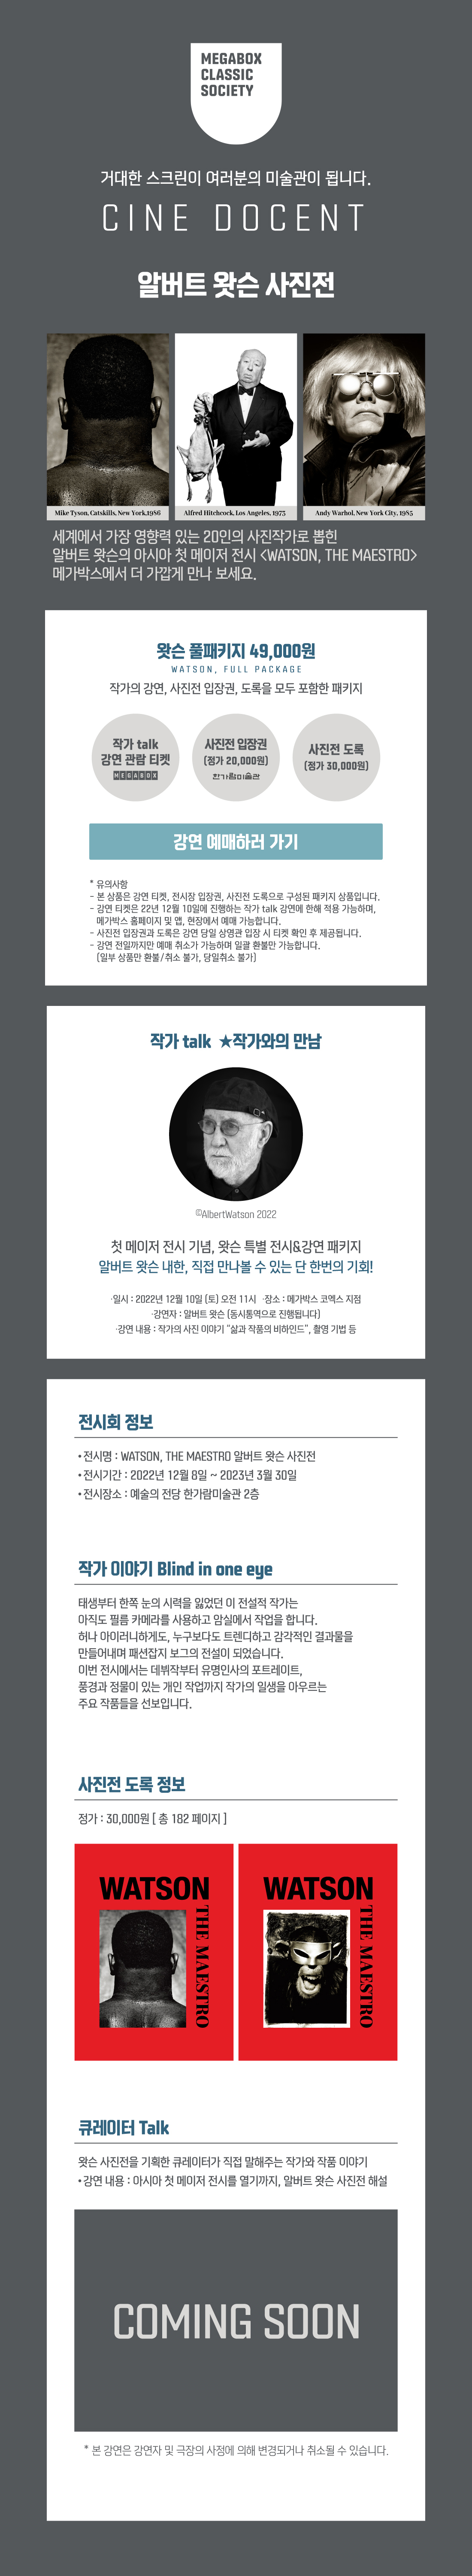 MEGABOX
CLASSIC
SOCIETY
거대한 스크린이 여러분의 미술관이 됩니다.
CINE DOCENT
알버트 왓슨 사진전
Mike Tyson, Catskills, New York,1986
Alfred Hitchcock, Los Angeles, 1973
Andy Warhol, New York City, 1985
세계에서 가장 영향력 있는 20인의 사진작가로 뽑힌
알버트 왓슨의 아시아 첫 메이저 전시 <WATSON, THE MAESTRO>
메가박스에서 더 가깝게 만나 보세요.
왓슨 풀패키지 49,000원
WATSON, FULL PACKAGE
작가의 강연, 사진전 입장권, 도록을 모두 포함한 패키지
작가 talk
강연 관람 티켓
MEGABOX
사진전 입장권
(정가 20,000원)
한가람미술관
사진전 도록
(정가 30,000원)
강연 예매하러 가기
* 유의사항
- 본 상품은 강연 티켓, 전시장 입장권, 사진전 도록으로 구성된 패키지 상품입니다.
- 강연 티켓은 22년 12월 10일에 진행하는 작가 talk 강연에 한해 적용 가능하며,
메가박스 홈페이지 및 앱, 현장에서 예매 가능합니다.
- 사진전 입장권과 도록은 강연 당일 상영관 입장 시 티켓 확인 후 제공됩니다.
- 강연 전일까지만 예매 취소가 가능하며 일괄 환불만 가능합니다.
(일부 상품만 환불/취소 불가, 당일취소 불가)
작가 talk ★작가와의 만남
©AlbertWatson 2022
첫 메이저 전시 기념, 왓슨 특별 전시&강연 패키지
알버트 왓슨 내한, 직접 만나볼 수 있는 단 한번의 기회!
·일시 : 2022년 12월 10일 (토) 오전 11시 ·장소 : 메가박스 코엑스 지점
·강연자 : 알버트 왓슨 (동시통역으로 진행됩니다)
·강연 내용 : 작가의 사진 이야기 "삶과 작품의 비하인드", 촬영 기법 등
전시회 정보
• 전시명 : WATSON, THE MAESTRO 알버트 왓슨 사진전
• 전시기간 : 2022년 12월 8일 ~ 2023년 3월 30일
• 전시장소 : 예술의 전당 한가람미술관 2층
작가 이야기 Blind in one eye
태생부터 한쪽 눈의 시력을 잃었던 이 전설적 작가는
아직도 필름 카메라를 사용하고 암실에서 작업을 합니다.
허나 아이러니하게도, 누구보다도 트렌디하고 감각적인 결과물을
만들어내며 패션잡지 보그의 전설이 되었습니다.
이번 전시에서는 데뷔작부터 유명인사의 포트레이트,
풍경과 정물이 있는 개인 작업까지 작가의 일생을 아우르는
주요 작품들을 선보입니다.
사진전 도록 정보
정가 : 30,000원 [ 총 182 페이지 ]
WATSON
THE MAESTRO
WATSON
THE MAESTRO
큐레이터 Talk
왓슨 사진전을 기획한 큐레이터가 직접 말해주는 작가와 작품 이야기
• 강연 내용 : 아시아 첫 메이저 전시를 열기까지, 알버트 왓슨 사진전 해설
COMING SOON
* 본 강연은 강연자 및 극장의 사정에 의해 변경되거나 취소될 수 있습니다.